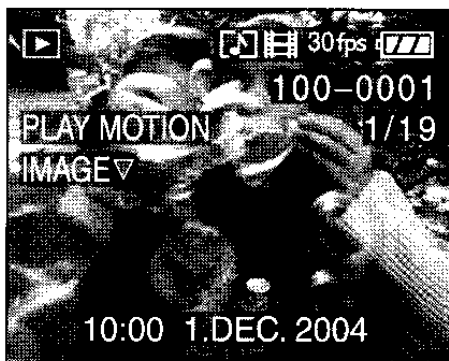 30fps
100-0001
PLAY MOTION 1/19
IMAGE
10:00 1.DEC. 2004